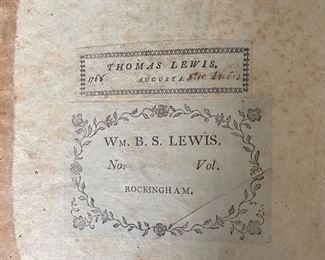 THOMAS LEWIS,
1768 AUGUSTA.
WM. B. S. LEWIS.
No. Vol.
ROCKINGHAM.